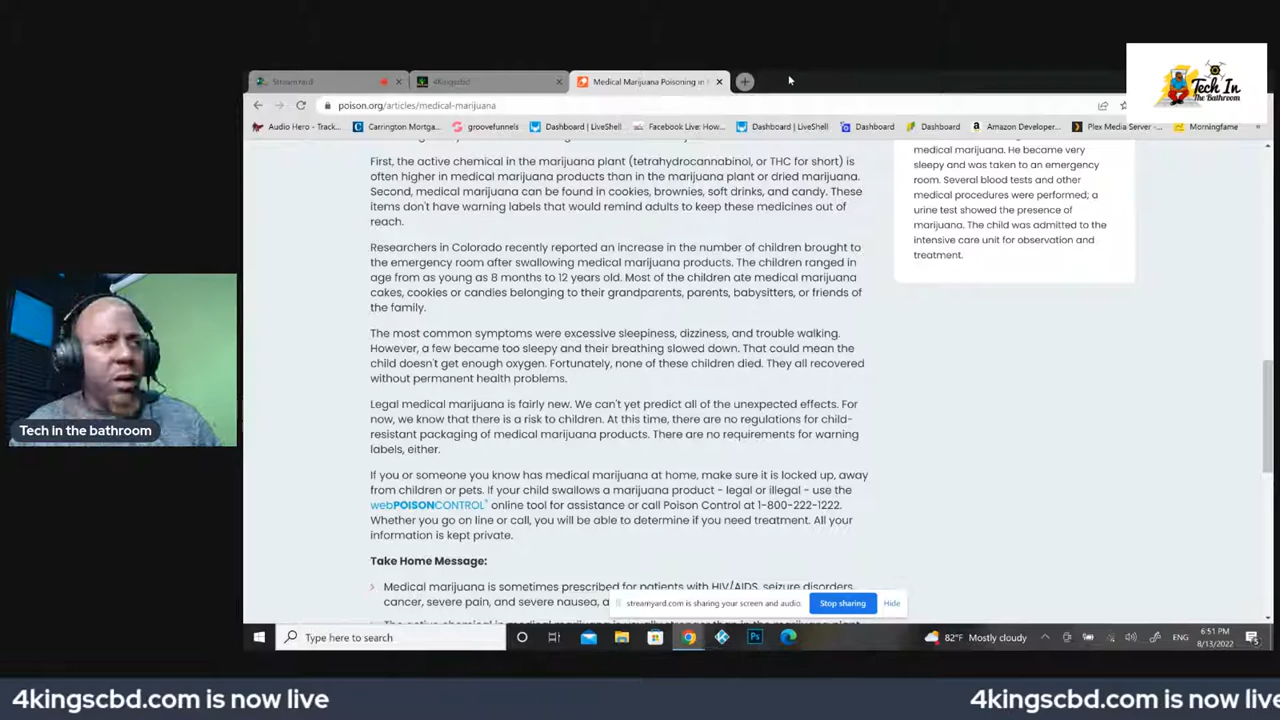 Tech In
The Bathroom
Streamyard
4Kingscbd
Medical Marijuana Poisoning in
poison.org/articles/medical-marijuana
Audio Hero - Track...
Carrington Mortga...
groovefunnels
Dashboard | LiveShell
Facebook Live: How...
Dashboard | LiveShell
Dashboard
Dashboard
Amazon Developer...
Plex Media Server -...
Morningfame
»
First, the active chemical in the marijuana plant (tetrahydrocannabinol, or THC for short) is
often higher in medical marijuana products than in the marijuana plant or dried marijuana.
Second, medical marijuana can be found in cookies, brownies, soft drinks, and candy. These
items don't have warning labels that would remind adults to keep these medicines out of
reach.
Researchers in Colorado recently reported an increase in the number of children brought to
the emergency room after swallowing medical marijuana products. The children ranged in
age from as young as 8 months to 12 years old. Most of the children ate medical marijuana
cakes, cookies or candies belonging to their grandparents, parents, babysitters, or friends of
the family.
The most common symptoms were excessive sleepiness, dizziness, and trouble walking.
However, a few became too sleepy and their breathing slowed down. That could mean the
child doesn't get enough oxygen. Fortunately, none of these children died. They all recovered
without permanent health problems.
Legal medical marijuana is fairly new. We can't yet predict all of the unexpected effects. For
now, we know that there is a risk to children. At this time, there are no regulations for child-
resistant packaging of medical marijuana products. There are no requirements for warning
labels, either.
If you or someone you know has medical marijuana at home, make sure it is locked up, away
from children or pets. If your child swallows a marijuana product - legal or illegal - use the
webPOISONCONTROL® online tool for assistance or call Poison Control at 1-800-222-1222.
Whether you go on line or call, you will be able to determine if you need treatment. All your
information is kept private.
Take Home Message:
Medical marijuana is sometimes prescribed for patients with HIV/AIDS, seizure disorders,
cancer, severe pain, and severe nausea, a
medical marijuana. He became very
sleepy and was taken to an emergency
room. Several blood tests and other
medical procedures were performed; a
urine test showed the presence of
marijuana. The child was admitted to the
intensive care unit for observation and
treatment.
Tech in the bathroom
streamyard.com is sharing your screen and audio.
Stop sharing
Hide
Type here to search
Ps
82°F Mostly cloudy
ENG
6:51 PM
8/13/2022
4kingscbd.com is now live
4kingscbd.com is now live